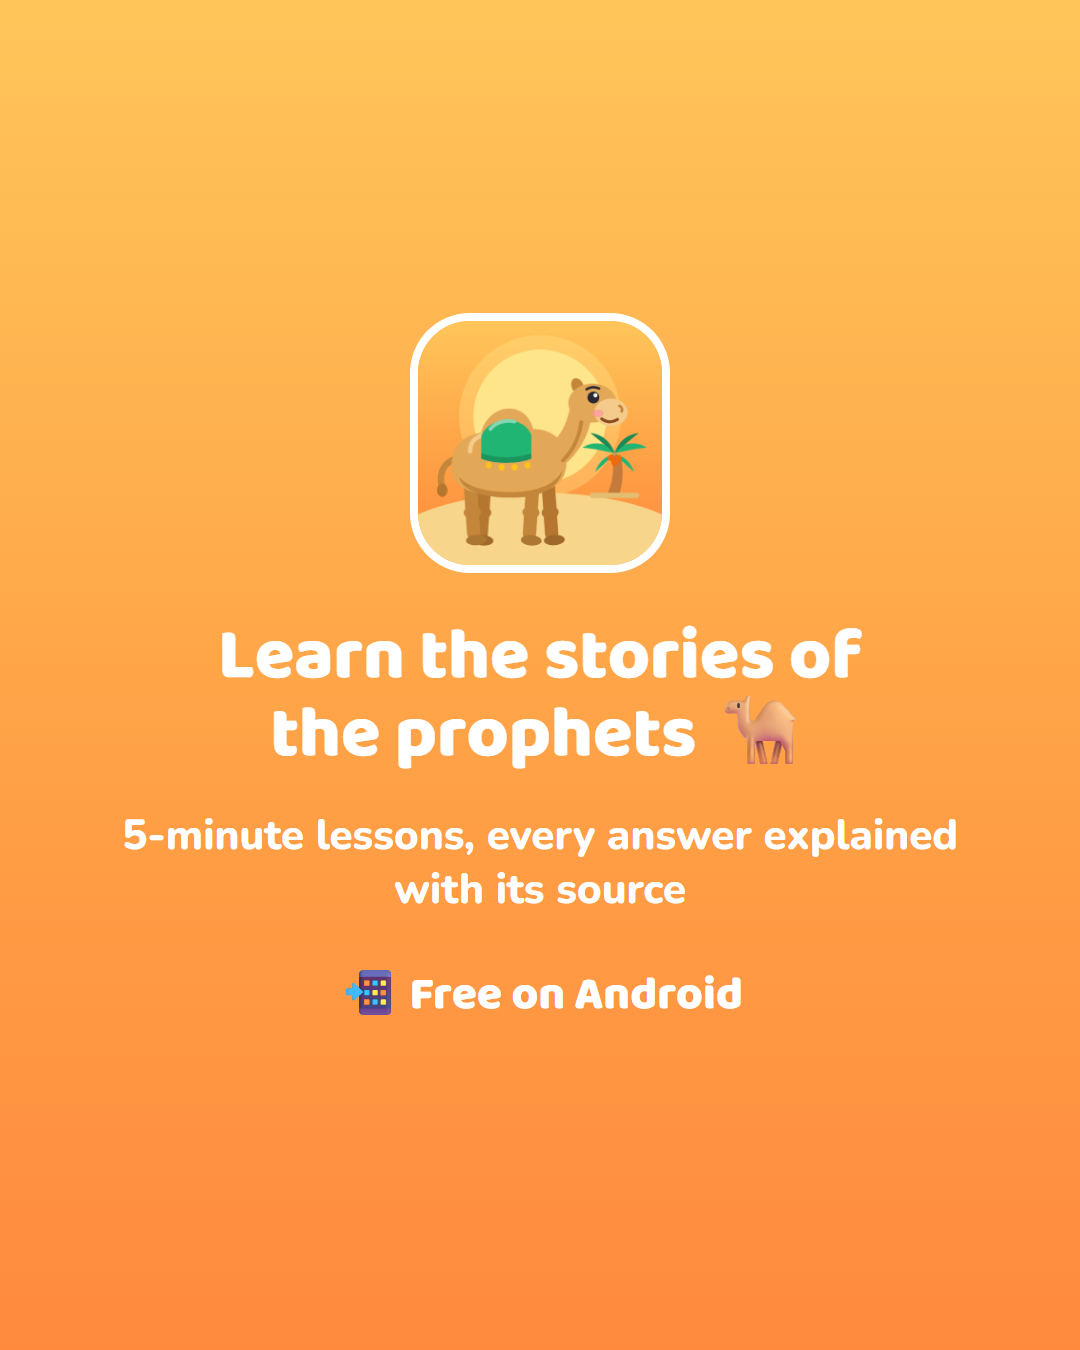 Learn the stories of
the prophets 🐪
5-minute lessons, every answer explained
with its source
📲 Free on Android